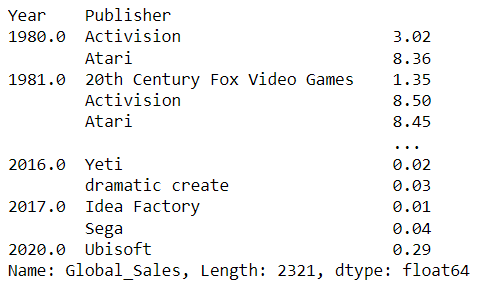 Year    Publisher
1980.0  Activision                      3.02
        Atari                           8.36
1981.0  20th Century Fox Video Games    1.35
        Activision                      8.50
        Atari                           8.45
                                        ...
2016.0  Yeti                            0.02
        dramatic create                 0.03
2017.0  Idea Factory                    0.01
        Sega                            0.04
2020.0  Ubisoft                         0.29
Name: Global_Sales, Length: 2321, dtype: float64